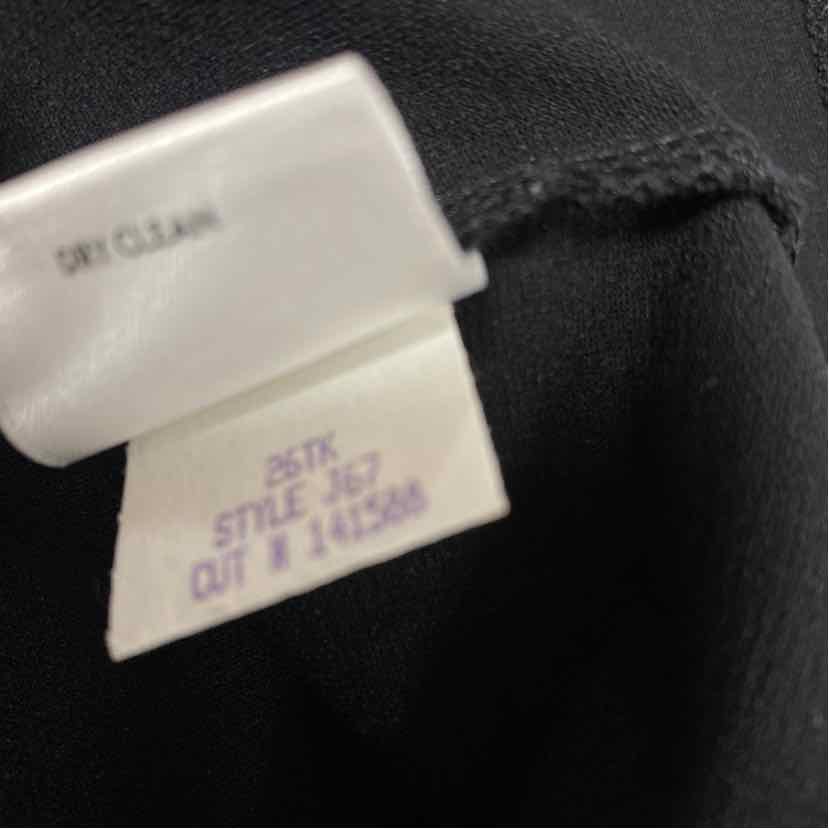 DRY CLEAN
26TK
STYLE J67
CUT # 141588